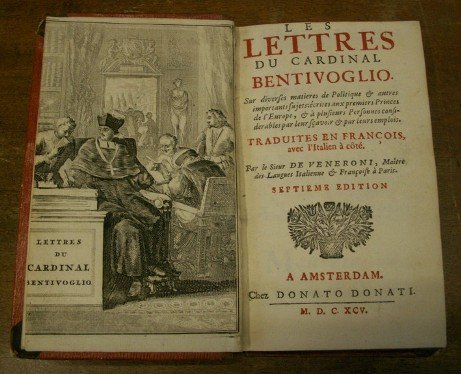 LETTRES
DU
CARDINAL
BENTIVOGLIO
LES
LETTRES
DU CARDINAL
BENTIVOGLIO.
Sur diverses matieres de Politique & autres
importants sujets écrites aux premiers Princes
de l'Europe; & à plusieurs Personnes consi-
derables par leur sçavoir & par leurs emplois.
TRADUITES EN FRANÇOIS,
avec l'Italien à côté.
Par le Sieur DE VENERONI, Maître
des Langues Italienne & Françoise à Paris.
SEPTIEME EDITION
A AMSTERDAM.
Chez DONATO DONATI.
M. D. C. XCV.